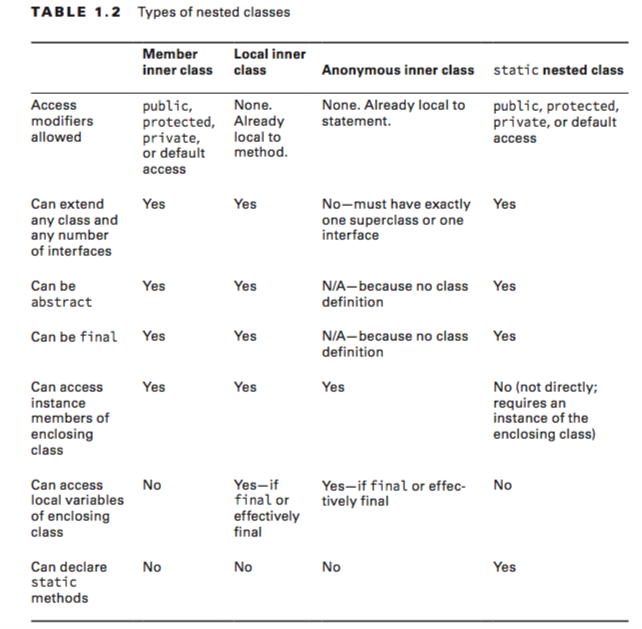 TABLE 1.2 Types of nested classes
Member inner class
Local inner class
Anonymous inner class
static nested class
Access modifiers allowed
public, protected, private, or default access
None. Already local to method.
None. Already local to statement.
public, protected, private, or default access
Can extend any class and any number of interfaces
Yes
Yes
No—must have exactly one superclass or one interface
Yes
Can be abstract
Yes
Yes
N/A—because no class definition
Yes
Can be final
Yes
Yes
N/A—because no class definition
Yes
Can access instance members of enclosing class
Yes
Yes
Yes
No (not directly; requires an instance of the enclosing class)
Can access local variables of enclosing class
No
Yes—if final or effectively final
Yes—if final or effec-
tively final
No
Can declare static methods
No
No
No
Yes